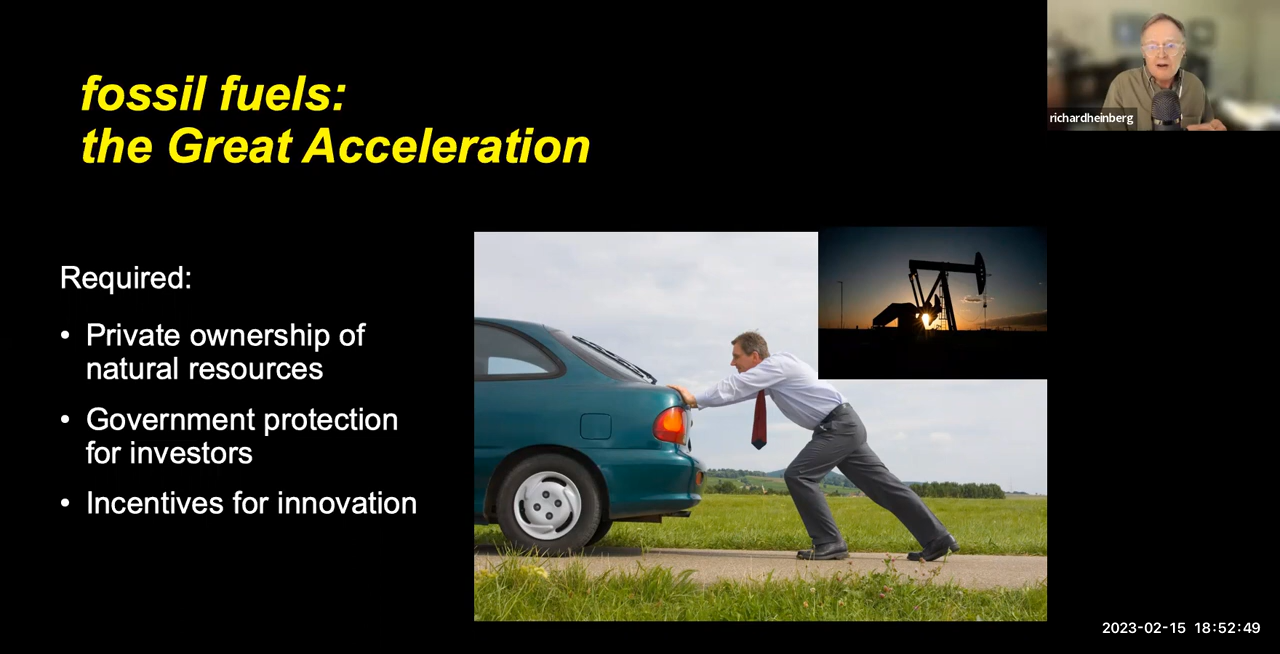 fossil fuels:
the Great Acceleration
richardheinberg
Required:
• Private ownership of
natural resources
• Government protection
for investors
• Incentives for innovation
2023-02-15 18:52:49